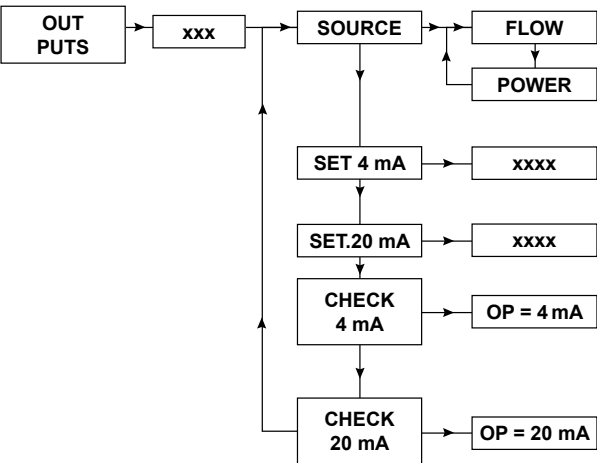 OUT
PUTS
xxx
SOURCE
FLOW
POWER
SET 4 mA
xxxx
SET.20 mA
xxxx
CHECK
4 mA
OP = 4 mA
CHECK
20 mA
OP = 20 mA